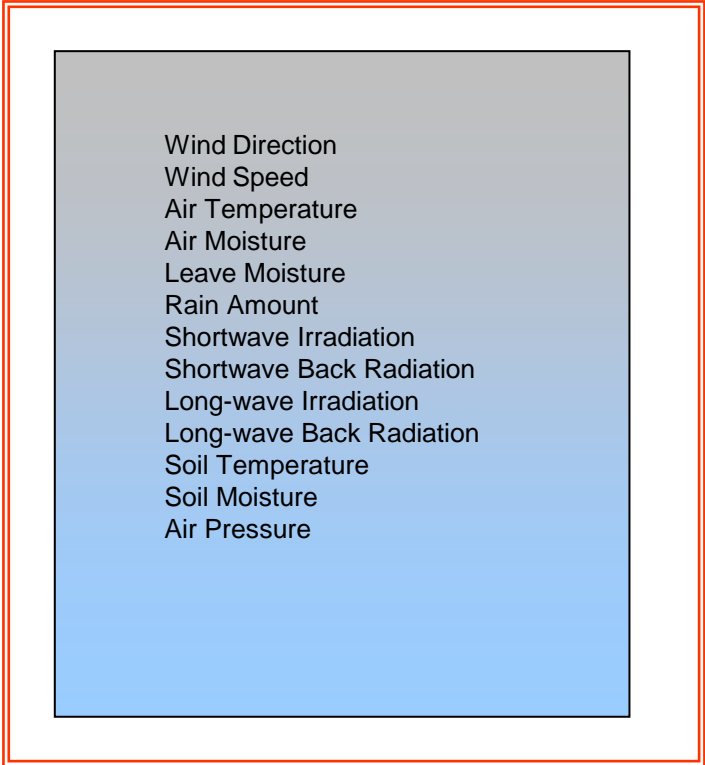 Wind Direction
Wind Speed
Air Temperature
Air Moisture
Leave Moisture
Rain Amount
Shortwave Irradiation
Shortwave Back Radiation
Long-wave Irradiation
Long-wave Back Radiation
Soil Temperature
Soil Moisture
Air Pressure